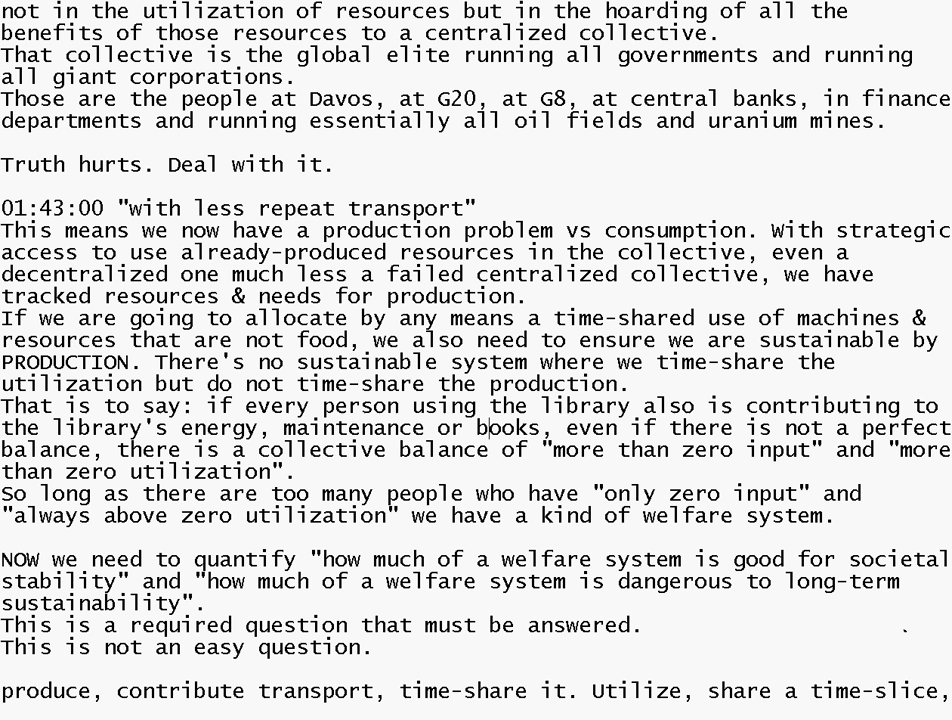 not in the utilization of resources but in the hoarding of all the
benefits of those resources to a centralized collective.
That collective is the global elite running all governments and running
all giant corporations.
Those are the people at Davos, at G20, at G8, at central banks, in finance
departments and running essentially all oil fields and uranium mines.

Truth hurts. Deal with it.

01:43:00 "with less repeat transport"
This means we now have a production problem vs consumption. With strategic
access to use already-produced resources in the collective, even a
decentralized one much less a failed centralized collective, we have
tracked resources & needs for production.
If we are going to allocate by any means a time-shared use of machines &
resources that are not food, we also need to ensure we are sustainable by
PRODUCTION. There's no sustainable system where we time-share the
utilization but do not time-share the production.
That is to say: if every person using the library also is contributing to
the library's energy, maintenance or books, even if there is not a perfect
balance, there is a collective balance of "more than zero input" and "more
than zero utilization".
So long as there are too many people who have "only zero input" and
"always above zero utilization" we have a kind of welfare system.

NOW we need to quantify "how much of a welfare system is good for societal
stability" and "how much of a welfare system is dangerous to long-term
sustainability".
This is a required question that must be answered.
This is not an easy question.

produce, contribute transport, time-share it. Utilize, share a time-slice,